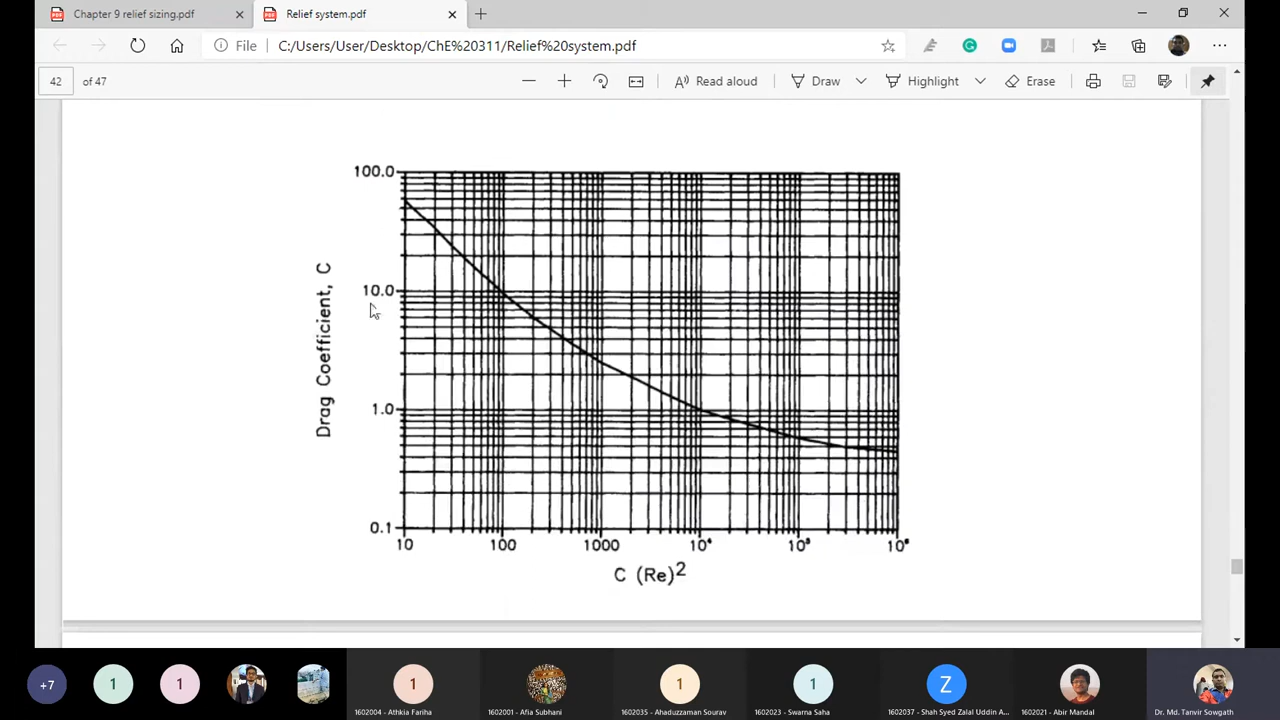 Chapter 9 relief sizing.pdf
Relief system.pdf
File C:/Users/User/Desktop/ChE%20311/Relief%20system.pdf
42 of 47
Read aloud Draw Highlight Erase
100.0
10.0
1.0
0.1
Drag Coefficient, C
10 100 1000 10⁴ 10⁵ 10⁶
C (Re)²
+7 1 1 1 1 1 Z
1602004 - Athkia Fariha
1602001 - Afia Subhani
1602035 - Ahaduzzaman Sourav
1602023 - Swarna Saha
1602037 - Shah Syed Zalal Uddin A...
1602021 - Abir Mandal
Dr. Md. Tanvir Sowgath